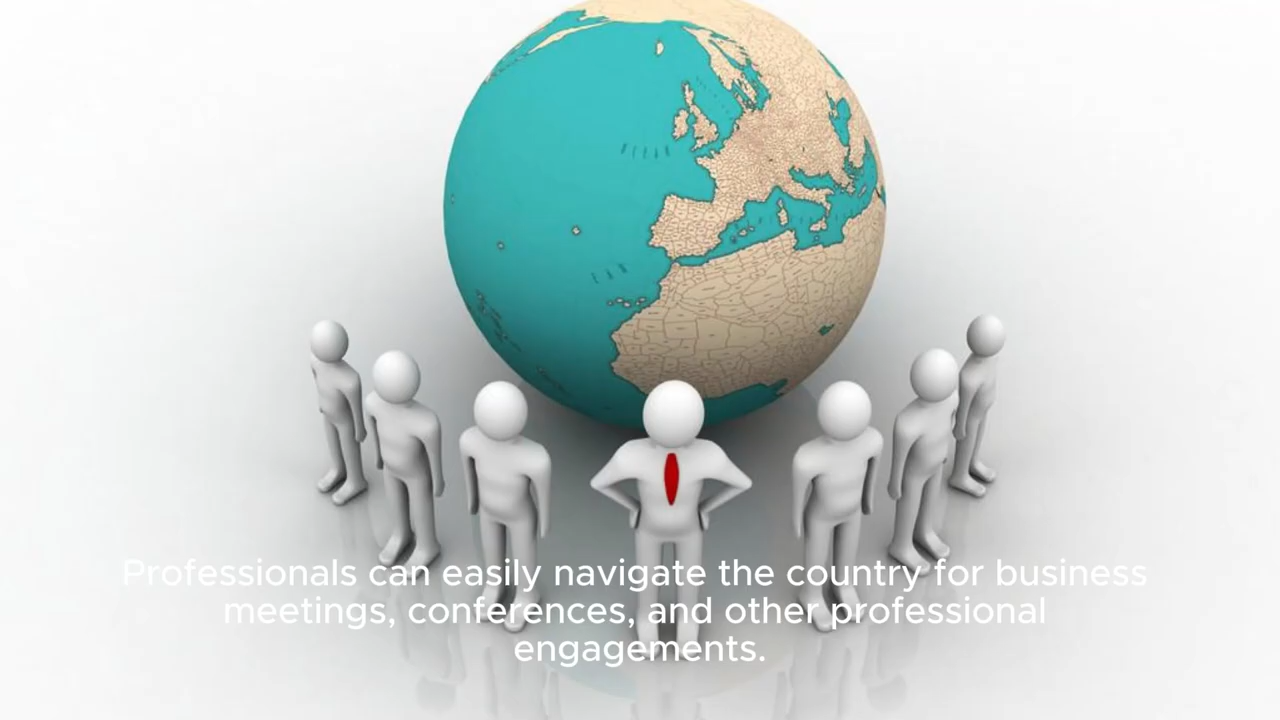 Professionals can easily navigate the country for business
meetings, conferences, and other professional
engagements.